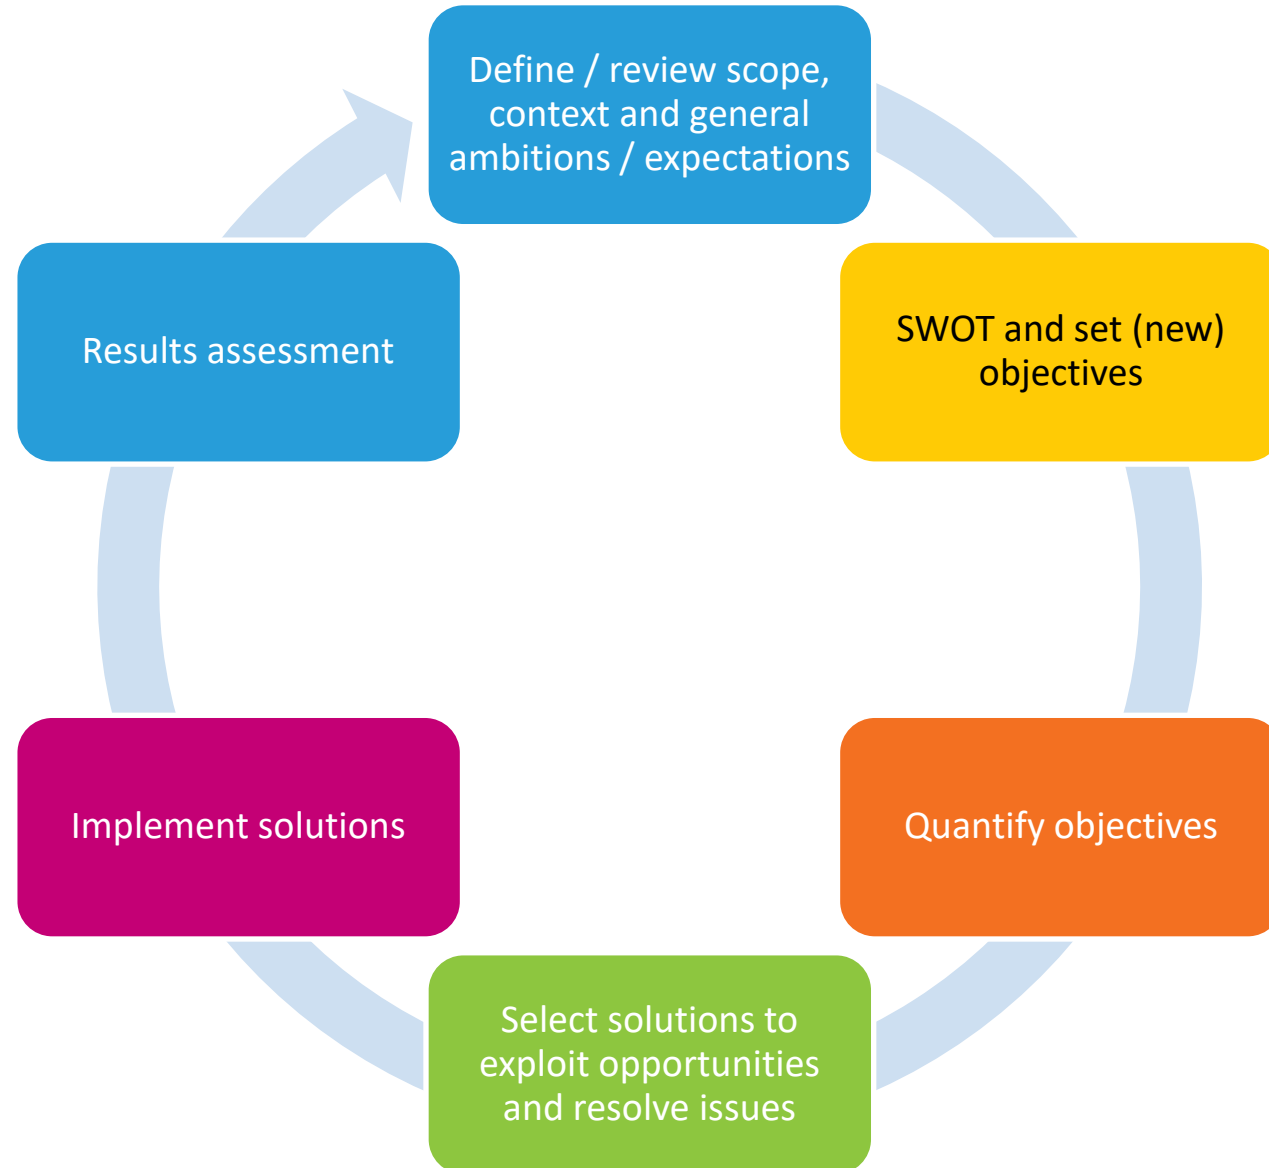 Define / review scope,
context and general
ambitions / expectations
SWOT and set (new)
objectives
Quantify objectives
Select solutions to
exploit opportunities
and resolve issues
Implement solutions
Results assessment